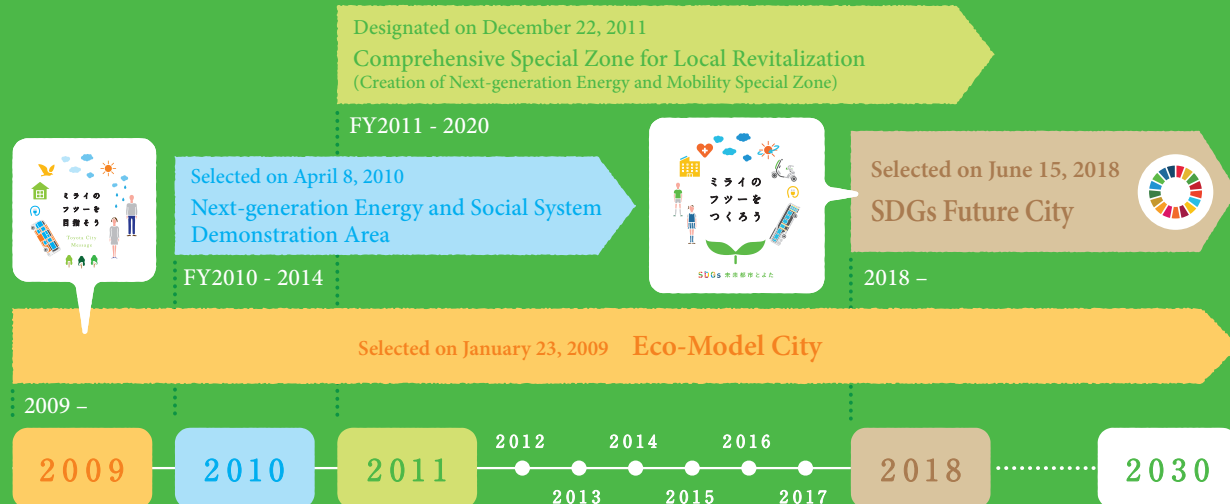 Designated on December 22, 2011
Comprehensive Special Zone for Local Revitalization
(Creation of Next-generation Energy and Mobility Special Zone)
FY2011 - 2020
ミライの
フツーを
目指そう
Toyota City
Message
Selected on April 8, 2010
Next-generation Energy and Social System
Demonstration Area
FY2010 - 2014
ミライの
フツーを
つくろう
SDGs 未来都市とよた
Selected on June 15, 2018
SDGs Future City
2018 –
Selected on January 23, 2009 Eco-Model City
2009 –
2009
2010
2011
2012
2013
2014
2015
2016
2017
2018
2030